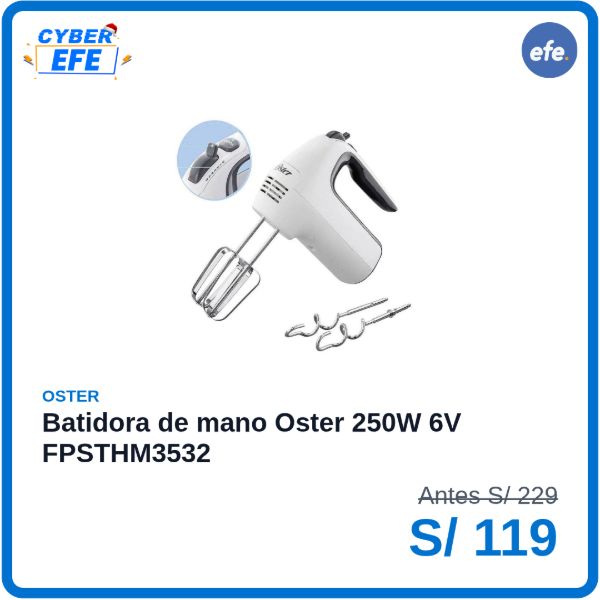 CYBER
EFE
efe.
Oster
OSTER
Batidora de mano Oster 250W 6V
FPSTHM3532
Antes S/ 229
S/ 119